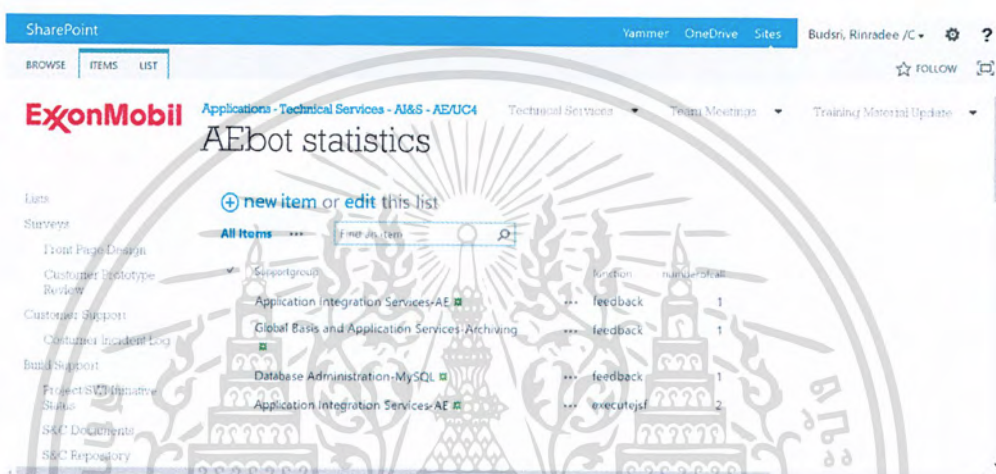 SharePoint
Yammer OneDrive Sites Budsri, Rinradee /C ?
BROWSE ITEMS LIST
FOLLOW
ExxonMobil
Applications - Technical Services - AI&S - AE/UC4 Technical Services Team Meetings Training Material Update
AEbot statistics
Lists
Surveys
Front Page Design
Customer Prototype
Review
Customer Support
Costumer Incident Log
Build Support
Status
S&C Documents
S&C Repository
new item or edit this list
All Items ... Find an item
Supportgroup function numderofcall
Application Integration Services-AE ... feedback 1
Global Basis and Application Services-Archiving ... feedback 1
Database Administration-MySQL ... feedback 1
Application Integration Services-AE ... executejsf 2